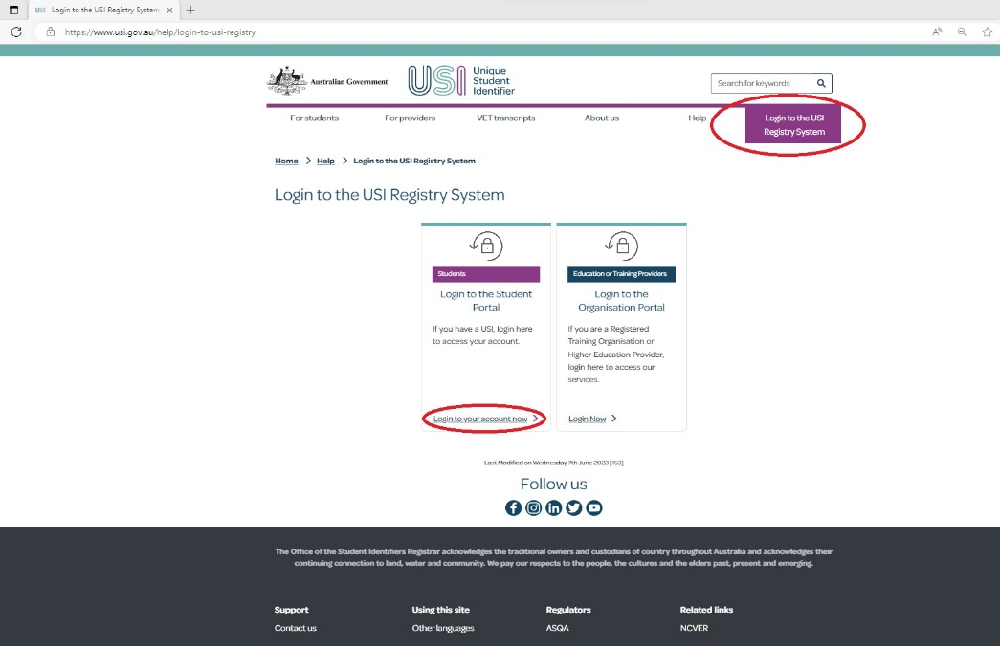 USI Login to the USI Registry System
https://www.usi.gov.au/help/login-to-usi-registry
Australian Government
USI
Unique
Student
Identifier
Search for keywords
For students
For providers
VET transcripts
About us
Help
Login to the USI
Registry System
Home > Help > Login to the USI Registry System
Login to the USI Registry System
Students
Login to the Student
Portal
If you have a USI, login here
to access your account.
Login to your account now
Education or Training Providers
Login to the
Organisation Portal
If you are a Registered
Training Organisation or
Higher Education Provider,
login here to access our
services.
Login Now
Last Modified on Wednesday 7th June 2023 [153]
Follow us
The Office of the Student Identifiers Registrar acknowledges the traditional owners and custodians of country throughout Australia and acknowledges their
continuing connection to land, water and community. We pay our respects to the people, the cultures and the elders past, present and emerging.
Support
Contact us
Using this site
Other languages
Regulators
ASQA
Related links
NCVER